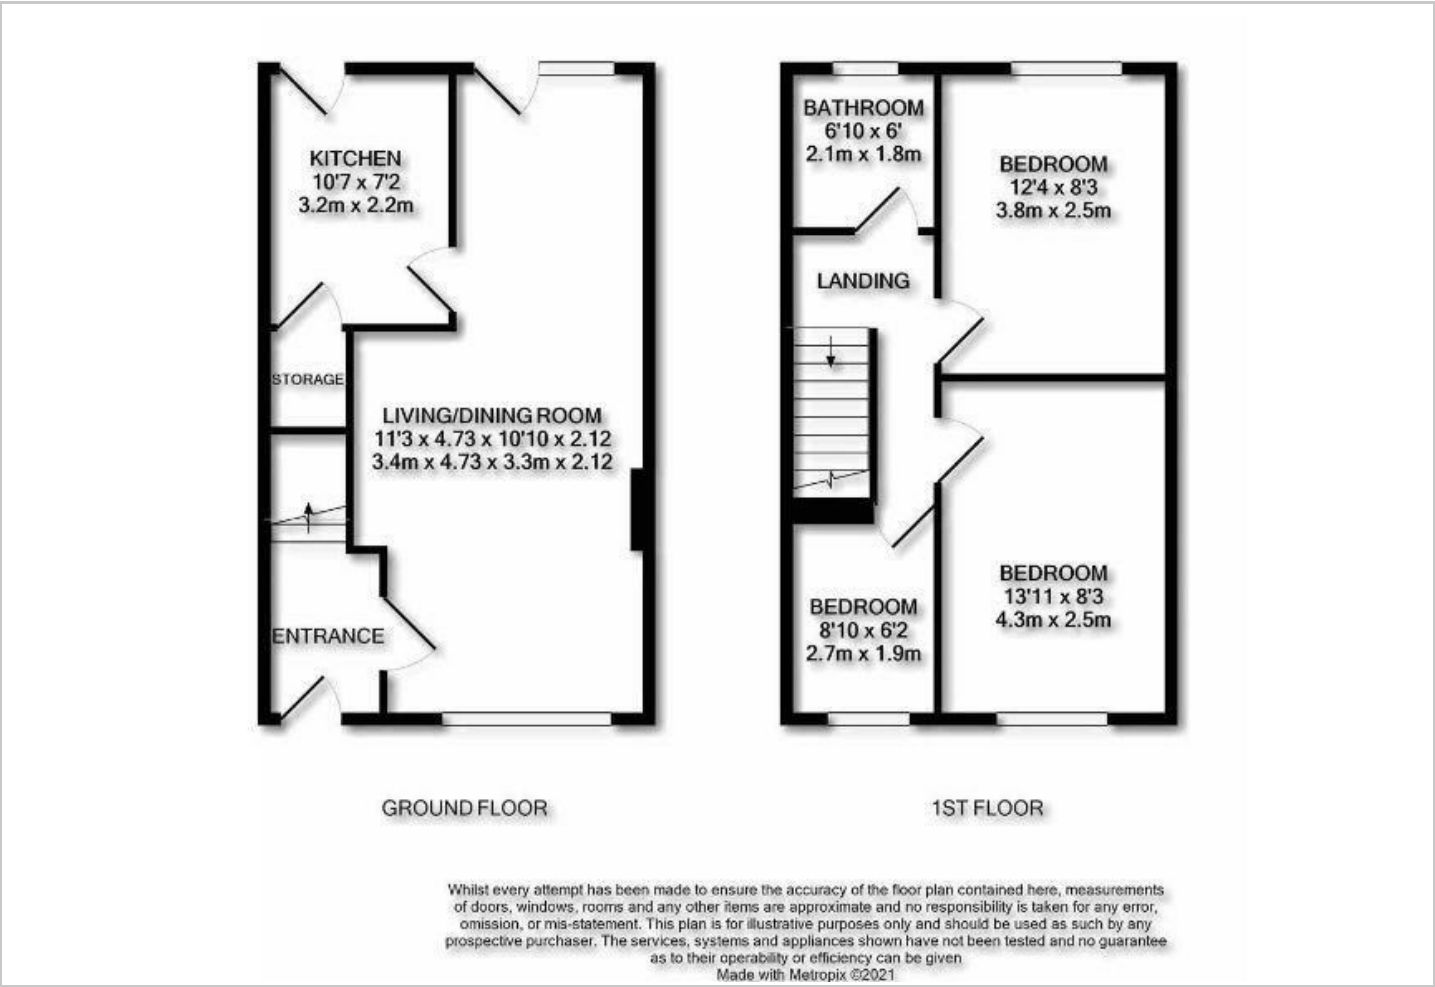 KITCHEN
10'7 x 7'2
3.2m x 2.2m
STORAGE
LIVING/DINING ROOM
11'3 x 4.73 x 10'10 x 2.12
3.4m x 4.73 x 3.3m x 2.12
ENTRANCE
GROUND FLOOR
BATHROOM
6'10 x 6'
2.1m x 1.8m
BEDROOM
12'4 x 8'3
3.8m x 2.5m
LANDING
BEDROOM
13'11 x 8'3
4.3m x 2.5m
BEDROOM
8'10 x 6'2
2.7m x 1.9m
1ST FLOOR
Whilst every attempt has been made to ensure the accuracy of the floor plan contained here, measurements
of doors, windows, rooms and any other items are approximate and no responsibility is taken for any error,
omission, or mis-statement. This plan is for illustrative purposes only and should be used as such by any
prospective purchaser. The services, systems and appliances shown have not been tested and no guarantee
as to their operability or efficiency can be given
Made with Metropix ©2021